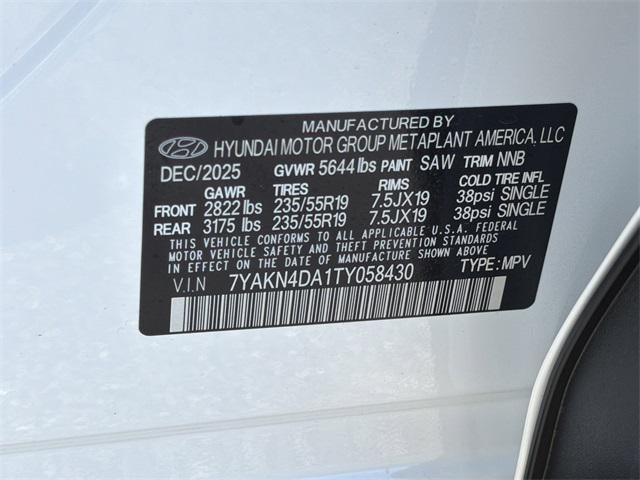 MANUFACTURED BY
HYUNDAI MOTOR GROUP METAPLANT AMERICA, LLC
DEC/2025 GVWR 5644 lbs PAINT SAW TRIM NNB
GAWR TIRES RIMS COLD TIRE INFL
FRONT 2822 lbs 235/55R19 7.5JX19 38psi SINGLE
REAR 3175 lbs 235/55R19 7.5JX19 38psi SINGLE
THIS VEHICLE CONFORMS TO ALL APPLICABLE U.S.A. FEDERAL
MOTOR VEHICLE SAFETY, AND THEFT PREVENTION STANDARDS
IN EFFECT ON THE DATE OF MANUFACTURE SHOWN ABOVE.
V.I.N 7YAKN4DA1TY058430 TYPE : MPV